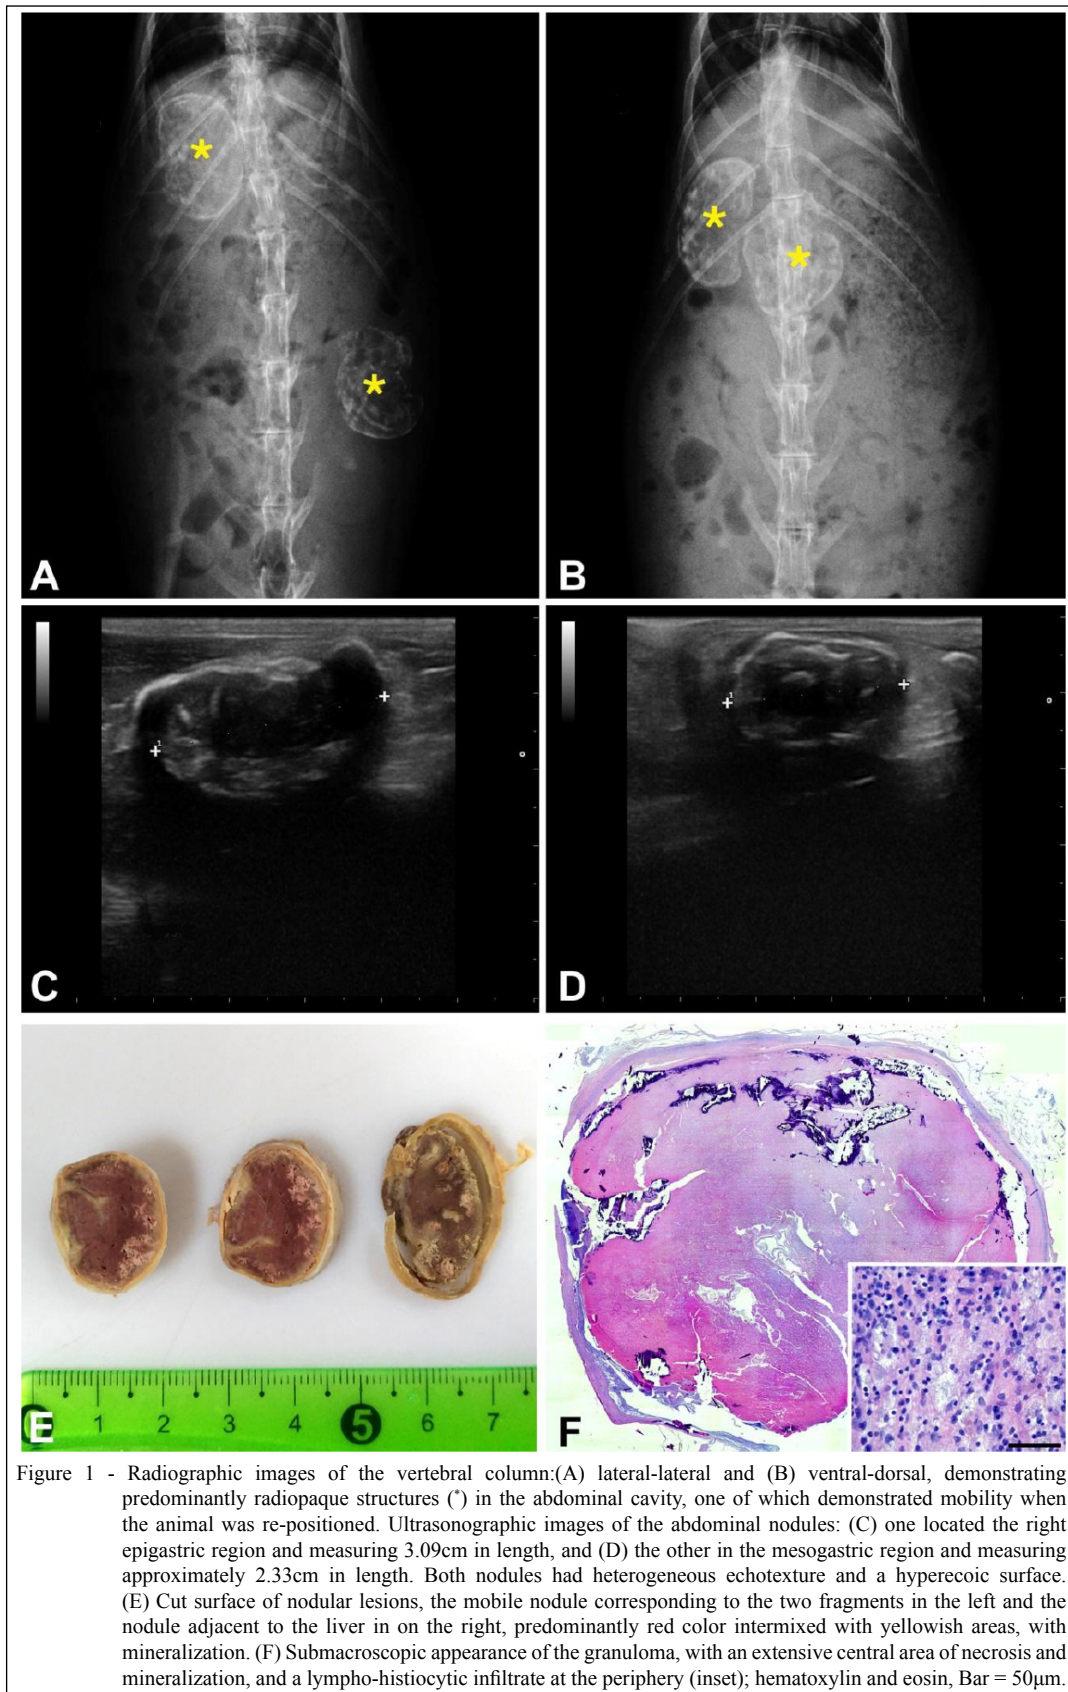 A
B
1
C
1
D
E
1
2
3
4
5
6
7
F
Figure 1 - Radiographic images of the vertebral column:(A) lateral-lateral and (B) ventral-dorsal, demonstrating
predominantly radiopaque structures (*) in the abdominal cavity, one of which demonstrated mobility when
the animal was re-positioned. Ultrasonographic images of the abdominal nodules: (C) one located the right
epigastric region and measuring 3.09cm in length, and (D) the other in the mesogastric region and measuring
approximately 2.33cm in length. Both nodules had heterogeneous echotexture and a hyperecoic surface.
(E) Cut surface of nodular lesions, the mobile nodule corresponding to the two fragments in the left and the
nodule adjacent to the liver in on the right, predominantly red color intermixed with yellowish areas, with
mineralization. (F) Submacroscopic appearance of the granuloma, with an extensive central area of necrosis and
mineralization, and a lympho-histiocytic infiltrate at the periphery (inset); hematoxylin and eosin, Bar = 50μm.